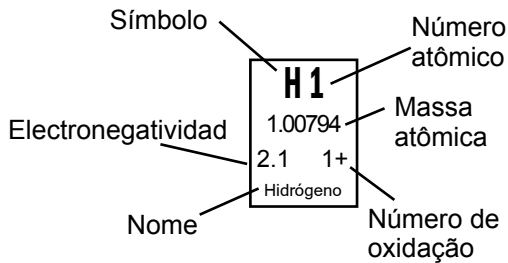 Símbolo
Número
atômico
H 1
1.00794
Massa
atômica
Electronegatividad
2.1 1+
Hidrógeno
Nome
Número de
oxidação